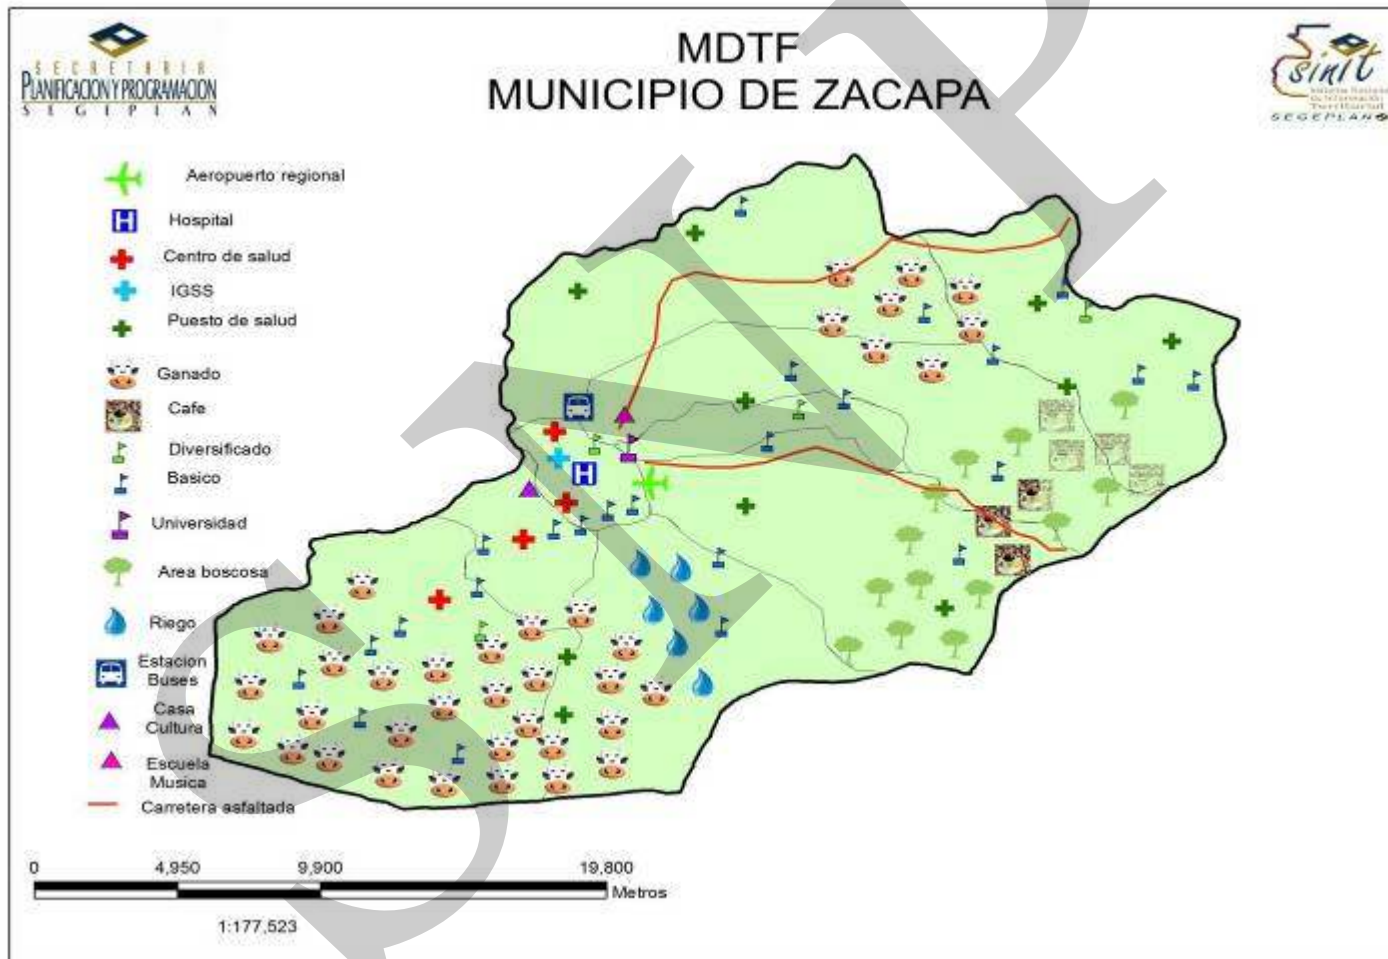 SECRETARIA
PLANIFICACION Y PROGRAMACION
SEGEPLAN
MDTF
MUNICIPIO DE ZACAPA
sinit
Territorial
SEGEPLAN
Aeropuerto regional
H Hospital
Centro de salud
IGSS
Puesto de salud
Ganado
Cafe
Diversificado
Basico
Universidad
Area boscosa
Riego
Estacion
Buses
Casa
Cultura
Escuela
Musica
Carretera asfaltada
H
0 4,950 9,900 19,800
Metros
1:177,523